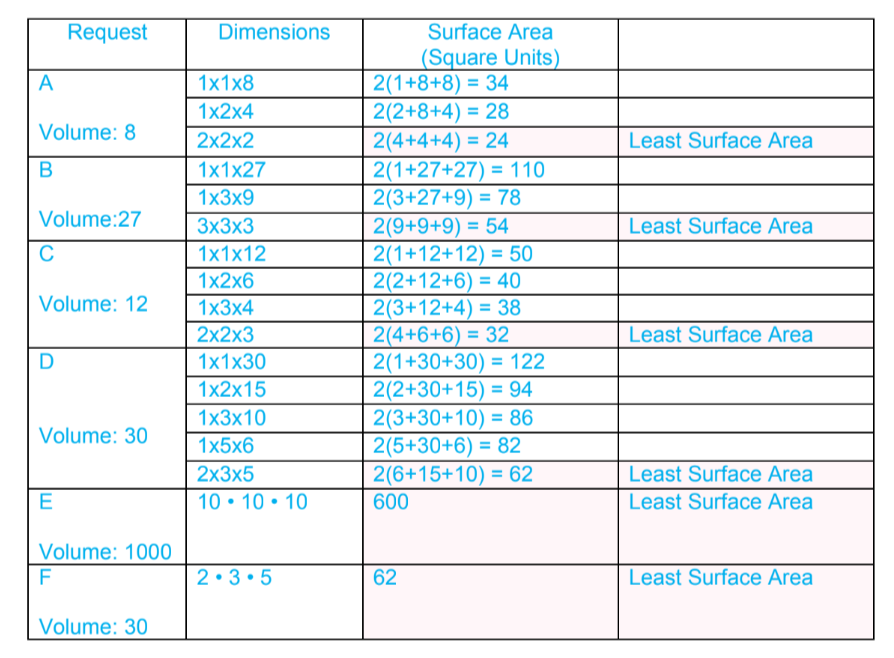 Request Dimensions Surface Area
(Square Units)
A 1x1x8 2(1+8+8) = 34
1x2x4 2(2+8+4) = 28
Volume: 8 2x2x2 2(4+4+4) = 24 Least Surface Area
B 1x1x27 2(1+27+27) = 110
1x3x9 2(3+27+9) = 78
Volume:27 3x3x3 2(9+9+9) = 54 Least Surface Area
C 1x1x12 2(1+12+12) = 50
1x2x6 2(2+12+6) = 40
Volume: 12 1x3x4 2(3+12+4) = 38
2x2x3 2(4+6+6) = 32 Least Surface Area
D 1x1x30 2(1+30+30) = 122
1x2x15 2(2+30+15) = 94
1x3x10 2(3+30+10) = 86
Volume: 30 1x5x6 2(5+30+6) = 82
2x3x5 2(6+15+10) = 62 Least Surface Area
E 10 • 10 • 10 600 Least Surface Area
Volume: 1000
F 2 • 3 • 5 62 Least Surface Area
Volume: 30